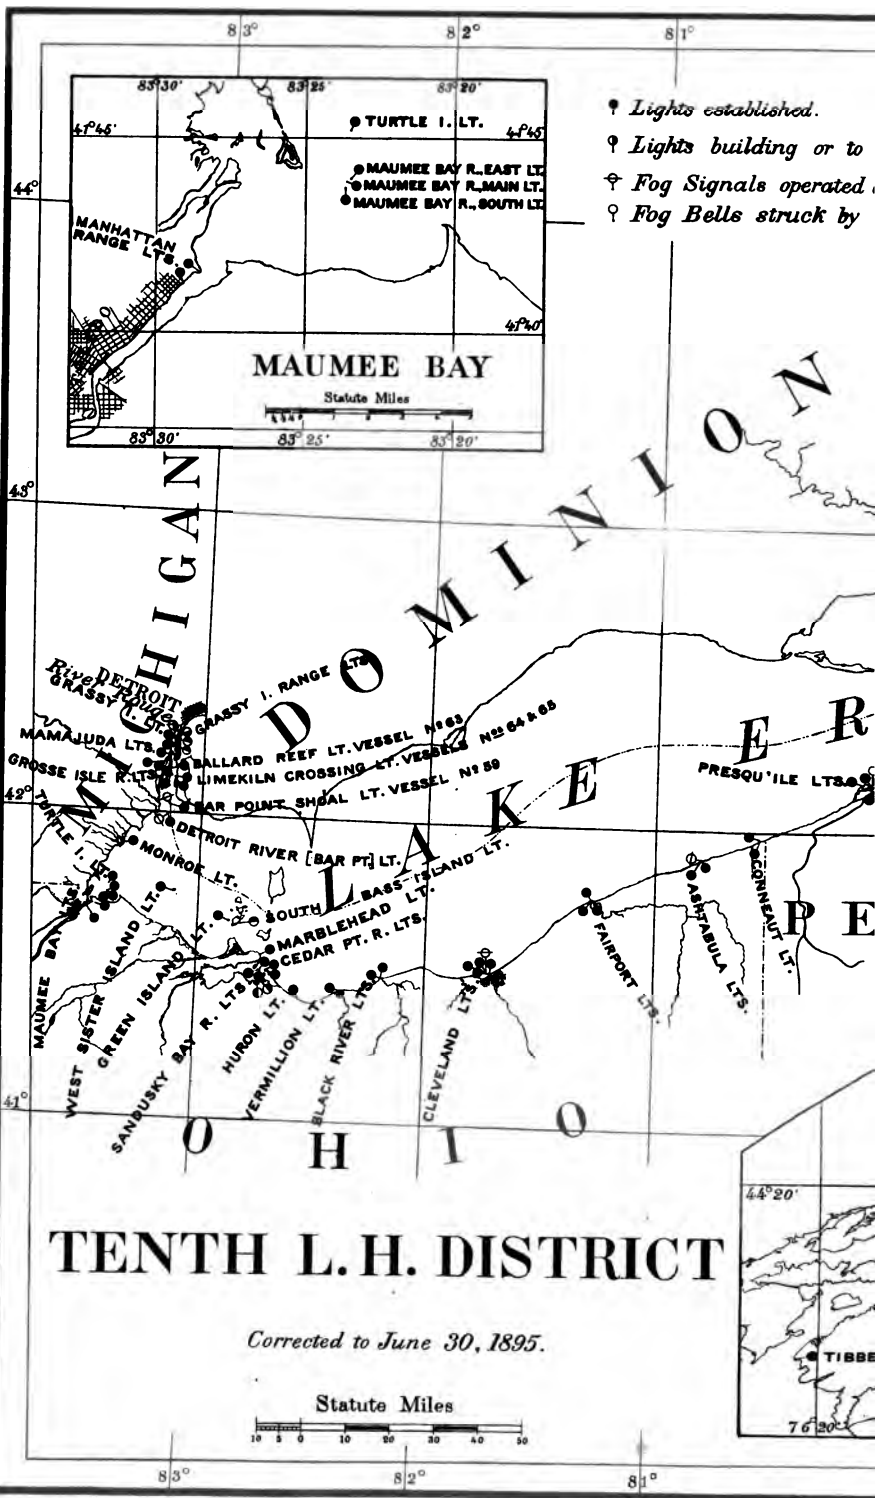 83° 82° 81°
83°30' 83°25' 83°20'
41°45' 41°45'
TURTLE I. LT.
MAUMEE BAY R., EAST LT.
MAUMEE BAY R., MAIN LT.
MAUMEE BAY R., SOUTH LT.
MANHATTAN
RANGE LTS.
41°40'
MAUMEE BAY
Statute Miles
83°30' 83°25' 83°20'
Lights established.
Lights building or to
Fog Signals operated
Fog Bells struck by
44°
43°
42°
41°
MICHIGAN
DOMINION
LAKE ER
River Rouge
DETROIT
GRASSY I. LT.
GRASSY I. RANGE LTS.
MAMAJUDA LTS.
GROSSE ISLE R. LTS.
BALLARD REEF LT. VESSEL No 63
LIMEKILN CROSSING LT. VESSELS Nos 64 & 65
BAR POINT SHOAL LT. VESSEL No 59
DETROIT RIVER [BAR PT.] LT.
MONROE LT.
TURTLE I. LT.
MAUMEE BAY LTS.
WEST SISTER ISLAND LT.
GREEN ISLAND LT.
SOUTH BASS ISLAND LT.
MARBLEHEAD LT.
CEDAR PT. R. LTS.
SANDUSKY BAY R. LTS.
HURON LT.
VERMILLION LT.
BLACK RIVER LTS.
CLEVELAND LTS.
FAIRPORT LTS.
ASHTABULA LTS.
CONNEAUT LT.
PRESQU'ILE LTS.
PE
OHIO
TENTH L.H. DISTRICT
Corrected to June 30, 1895.
Statute Miles
10 5 0 10 20 30 40 50
44°20'
TIBBE
76°20'
83° 82° 81°